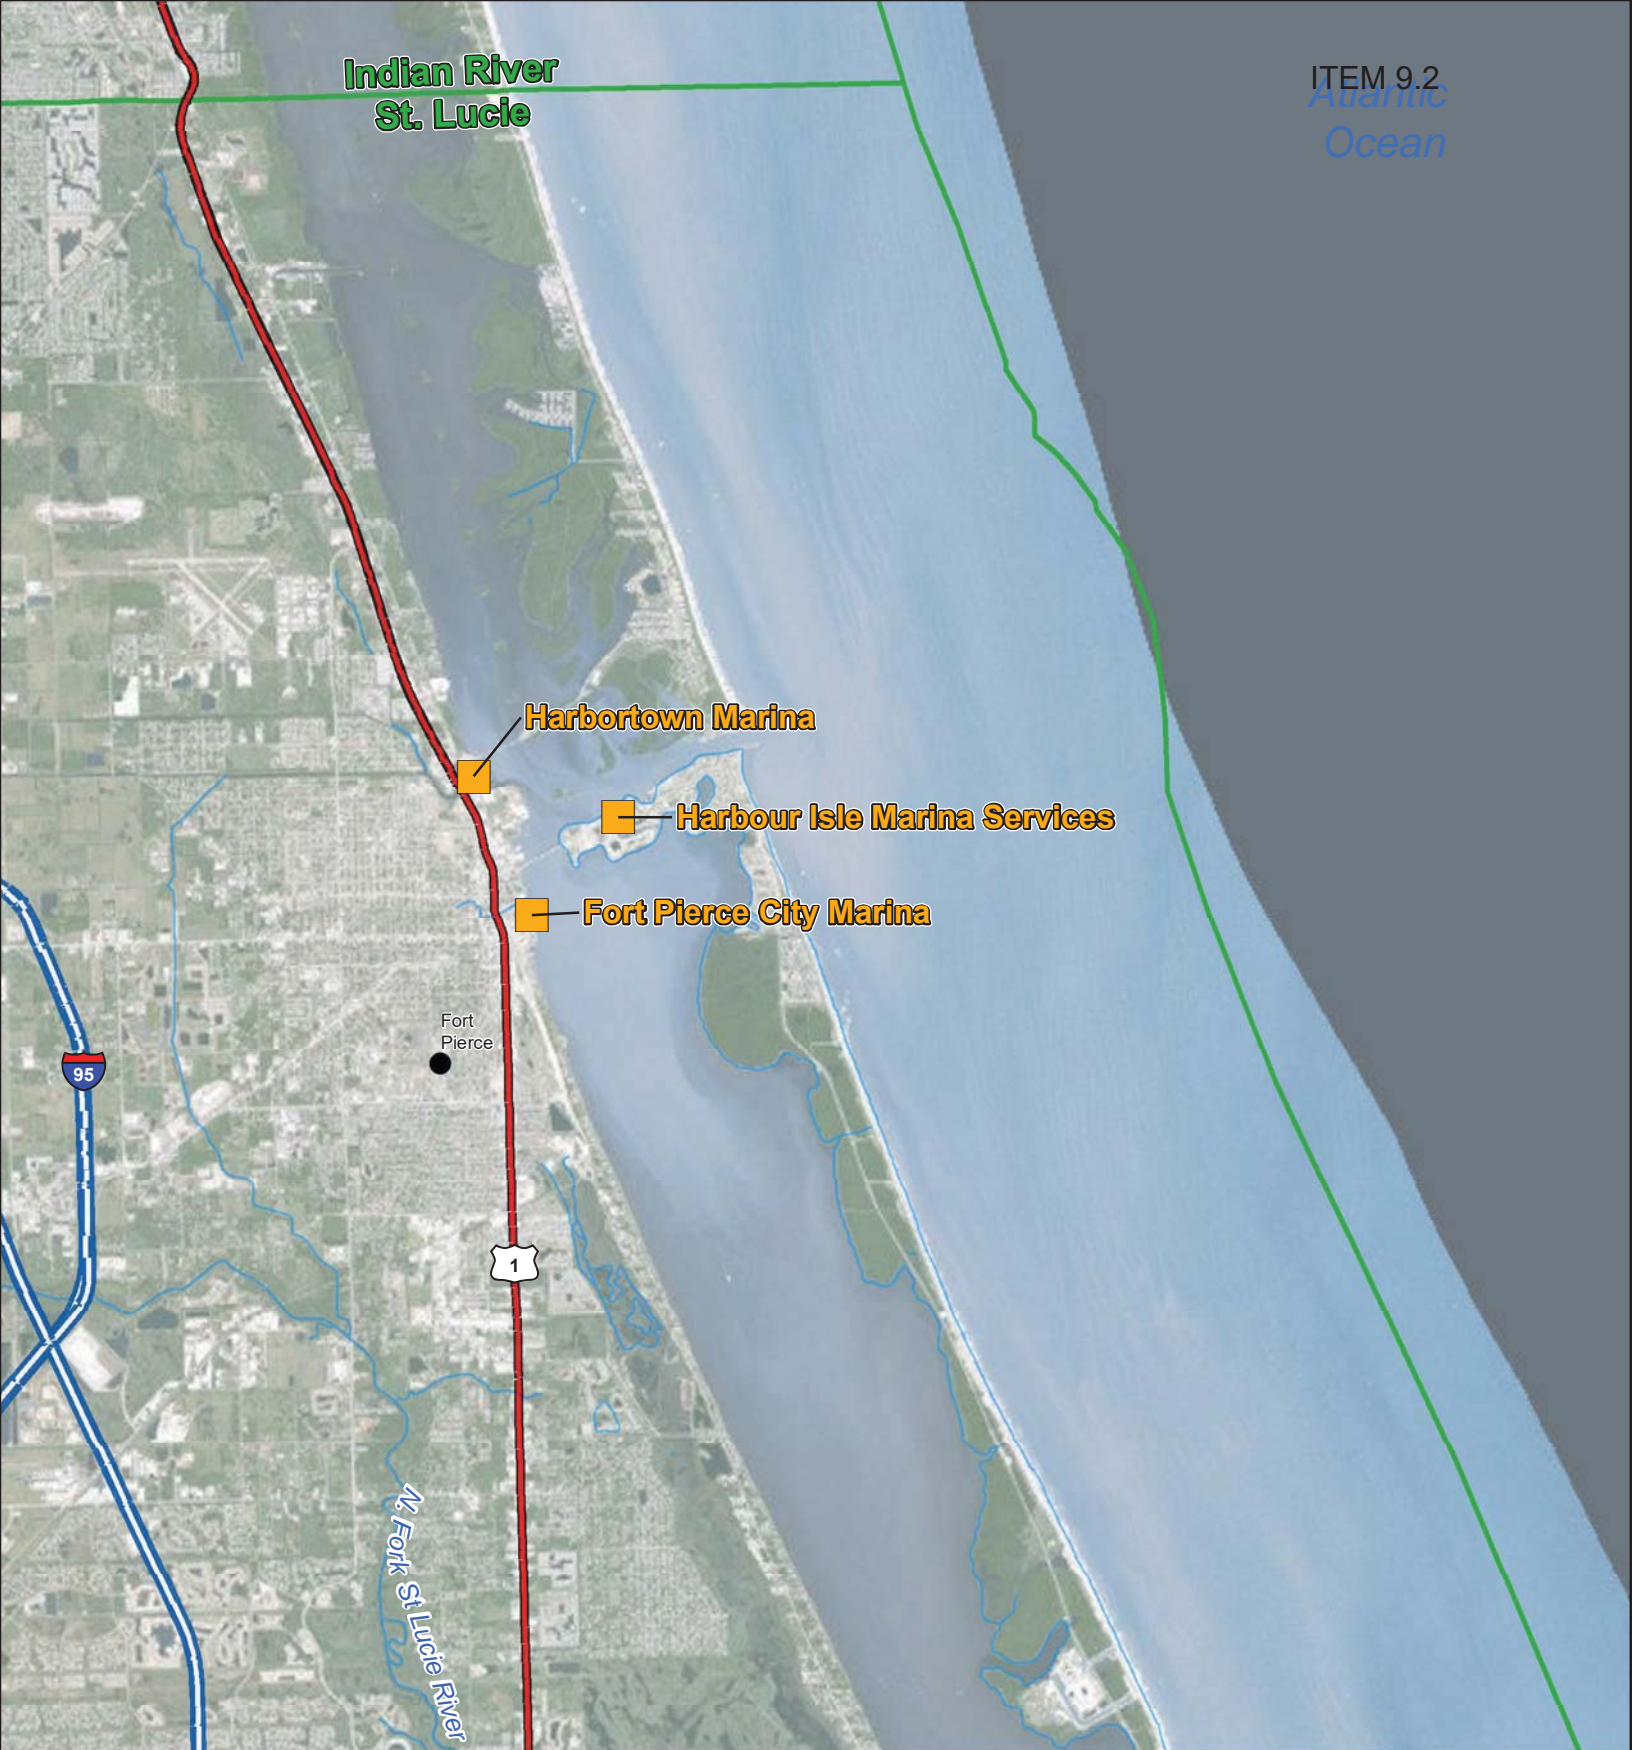 Indian River
St. Lucie
ITEM 9.2
Atlantic
Ocean
Harbortown Marina
Harbour Isle Marina Services
Fort Pierce City Marina
Fort
Pierce
95
1
N. Fork St Lucie River